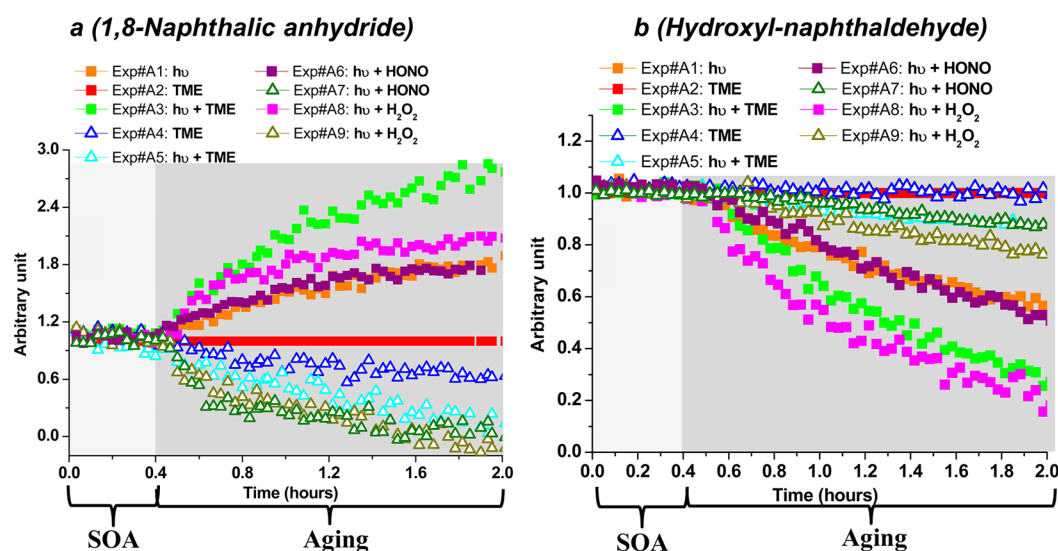 a (1,8-Naphthalic anhydride)
Exp#A1: hυ
Exp#A2: TME
Exp#A3: hυ + TME
Exp#A4: TME
Exp#A5: hυ + TME
Exp#A6: hυ + HONO
Exp#A7: hυ + HONO
Exp#A8: hυ + H2O2
Exp#A9: hυ + H2O2
Arbitrary unit
3.0
2.4
1.8
1.2
0.6
0.0
0.0 0.4 0.8 1.2 1.6 2.0
Time (hours)
SOA Aging
b (Hydroxyl-naphthaldehyde)
Exp#A1: hυ
Exp#A2: TME
Exp#A3: hυ + TME
Exp#A4: TME
Exp#A5: hυ + TME
Exp#A6: hυ + HONO
Exp#A7: hυ + HONO
Exp#A8: hυ + H2O2
Exp#A9: hυ + H2O2
Arbitrary unit
1.2
1.0
0.8
0.6
0.4
0.2
0.0
0.0 0.2 0.4 0.6 0.8 1.0 1.2 1.4 1.6 1.8 2.0
Time (hours)
SOA Aging